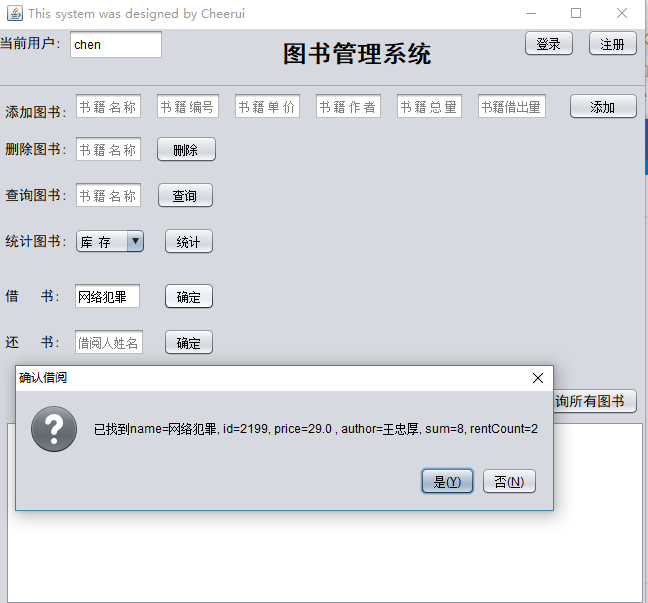 This system was designed by Cheerui
当前用户： chen 图书管理系统 登录 注册
添加图书： 书籍名称 书籍编号 书籍单价 书籍作者 书籍总量 书籍借出量 添加
删除图书： 书籍名称 删除
查询图书： 书籍名称 查询
统计图书： 库存 统计
借 书： 网络犯罪 确定
还 书： 借阅人姓名 确定
询所有图书
确认借阅
已找到name=网络犯罪, id=2199, price=29.0 , author=王忠厚, sum=8, rentCount=2
是(Y) 否(N)